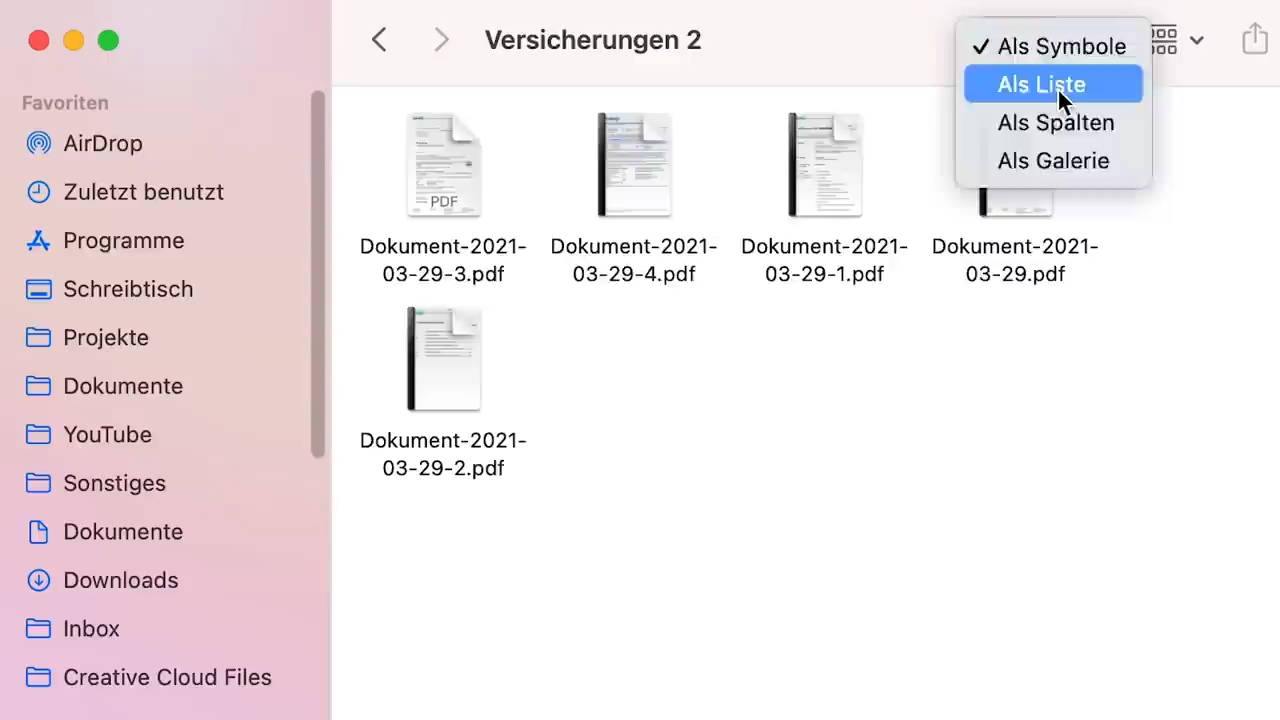 Versicherungen 2
✓ Als Symbole
Als Liste
Als Spalten
Als Galerie
Favoriten
AirDrop
Zuletzt benutzt
Programme
Schreibtisch
Projekte
Dokumente
YouTube
Sonstiges
Dokumente
Downloads
Inbox
Creative Cloud Files
PDF
Dokument-2021-
03-29-3.pdf
Dokument-2021-
03-29-4.pdf
Dokument-2021-
03-29-1.pdf
Dokument-2021-
03-29.pdf
Dokument-2021-
03-29-2.pdf